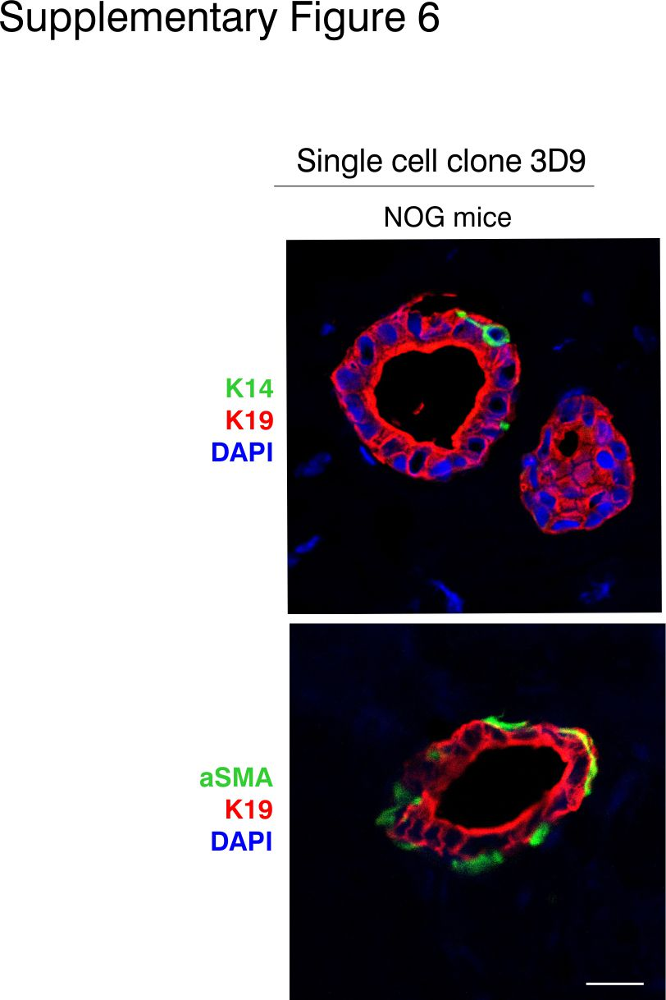 Supplementary Figure 6
Single cell clone 3D9
NOG mice
K14
K19
DAPI
aSMA
K19
DAPI